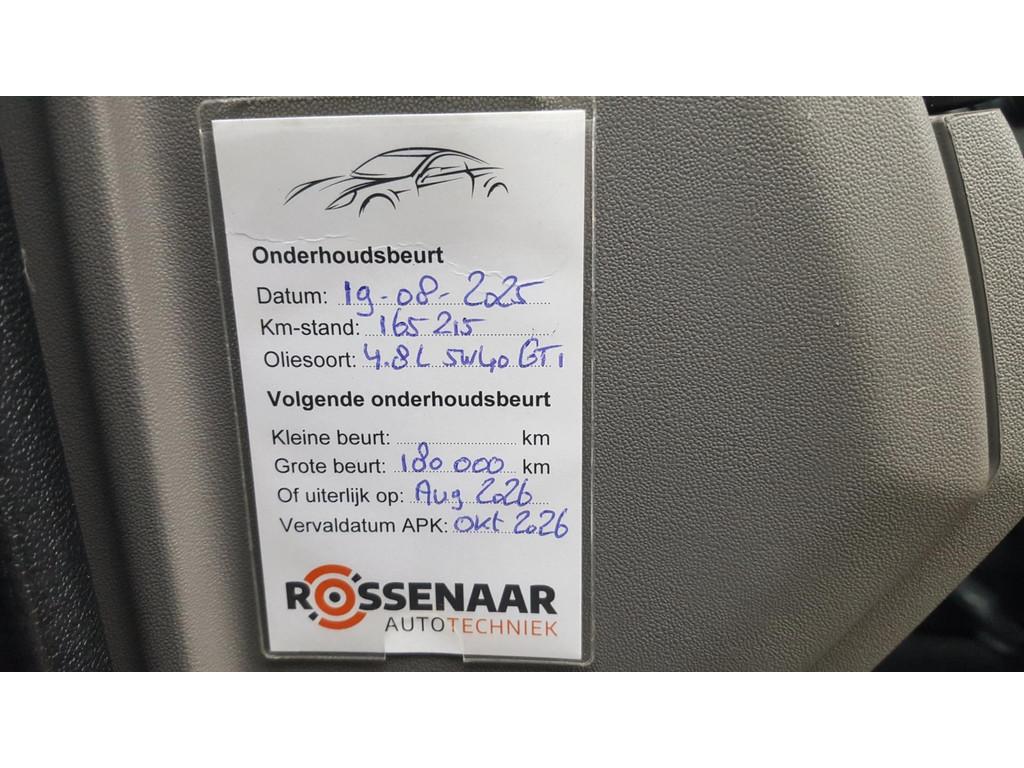 Onderhoudsbeurt
Datum: 19-08-2025
Km-stand: 165 215
Oliesoort: 4.8L 5W40 GT1
Volgende onderhoudsbeurt
Kleine beurt: km
Grote beurt: 180 000 km
Of uiterlijk op: Aug 2026
Vervaldatum APK: okt 2026
ROSSENAAR
AUTOTECHNIEK